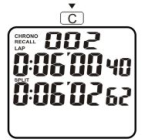 C
CHRONO
RECALL 002
LAP
0:06'00 40
SPLIT
0:06'02 62